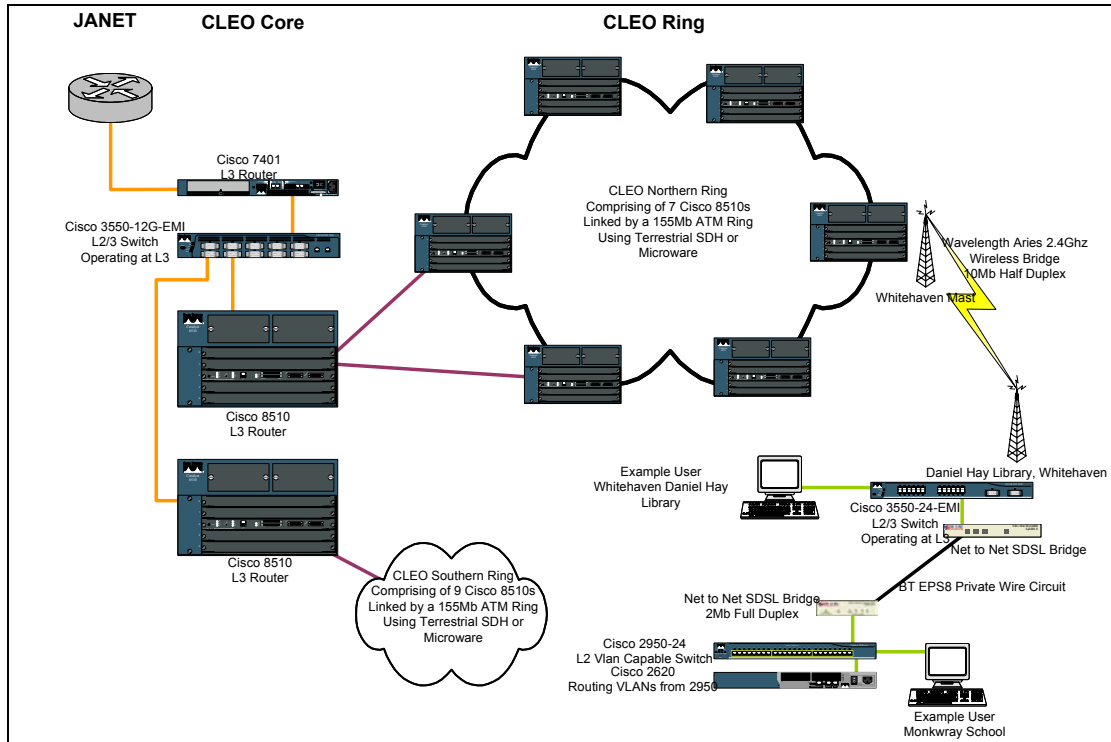 JANET
CLEO Core
CLEO Ring
Cisco 7401
L3 Router
Cisco 3550-12G-EMI
L2/3 Switch
Operating at L3
Cisco 8510
L3 Router
Cisco 8510
L3 Router
CLEO Northern Ring
Comprising of 7 Cisco 8510s
Linked by a 155Mb ATM Ring
Using Terrestrial SDH or
Microware
CLEO Southern Ring
Comprising of 9 Cisco 8510s
Linked by a 155Mb ATM Ring
Using Terrestrial SDH or
Microware
Wavelength Aries 2.4Ghz
Wireless Bridge
10Mb Half Duplex
Whitehaven Mast
Daniel Hay Library, Whitehaven
Example User
Whitehaven Daniel Hay
Library
Cisco 3550-24-EMI
L2/3 Switch
Operating at L3
Net to Net SDSL Bridge
BT EPS8 Private Wire Circuit
Net to Net SDSL Bridge
2Mb Full Duplex
Cisco 2950-24
L2 Vlan Capable Switch
Cisco 2620
Routing VLANs from 2950
Example User
Monkwray School